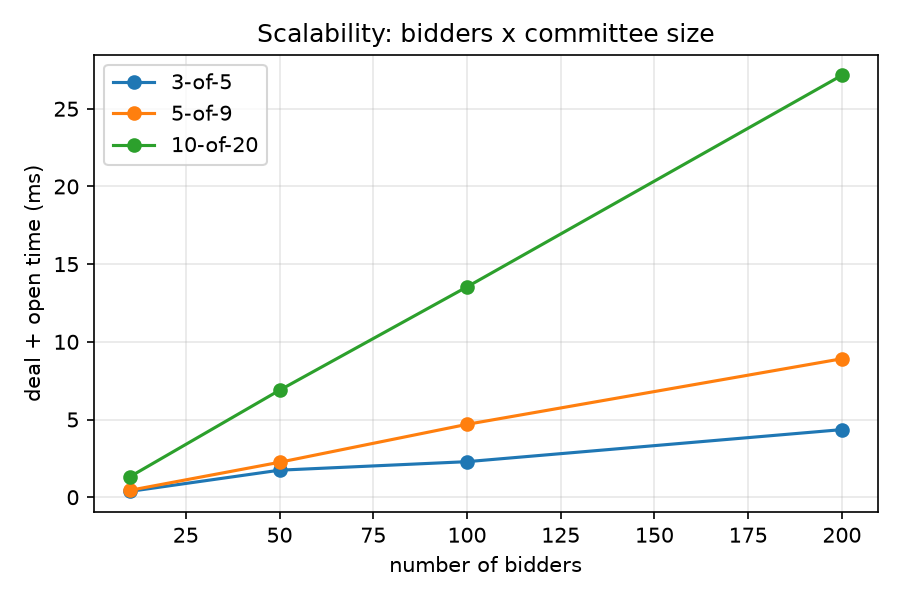 Scalability: bidders x committee size
3-of-5
5-of-9
10-of-20
deal + open time (ms)
25
20
15
10
5
0
25 50 75 100 125 150 175 200
number of bidders